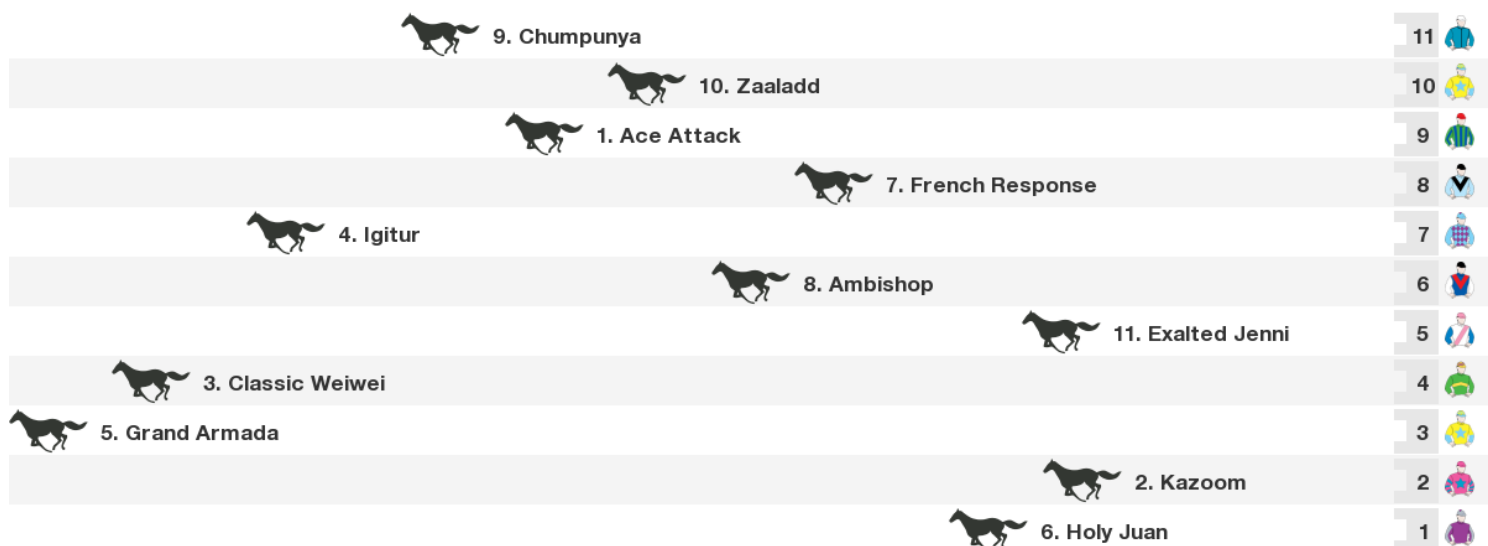 9. Chumpunya 11
10. Zaaladd 10
1. Ace Attack 9
7. French Response 8
4. Igitur 7
8. Ambishop 6
11. Exalted Jenni 5
3. Classic Weiwei 4
5. Grand Armada 3
2. Kazoom 2
6. Holy Juan 1